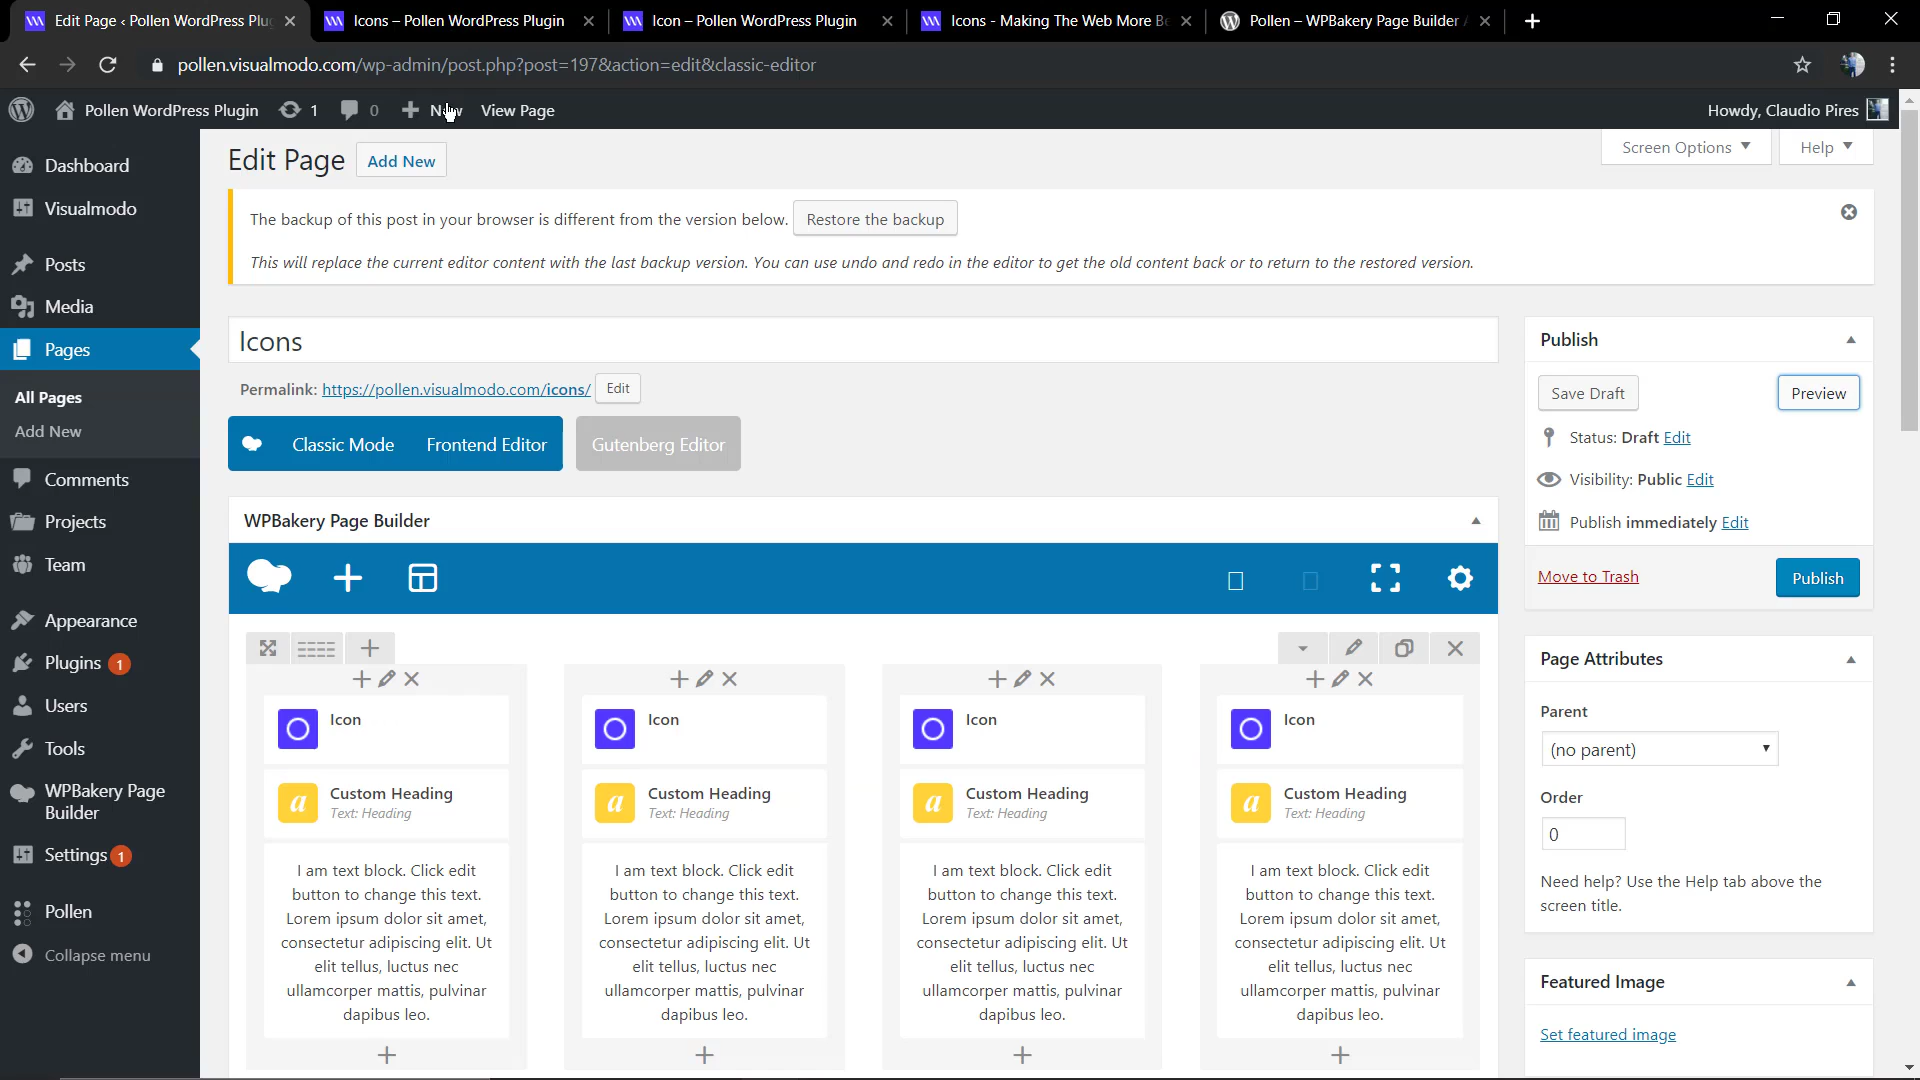 Edit Page ‹ Pollen WordPress Plu
Icons – Pollen WordPress Plugin
Icon – Pollen WordPress Plugin
Icons - Making The Web More Be
Pollen – WPBakery Page Builder
pollen.visualmodo.com/wp-admin/post.php?post=197&action=edit&classic-editor
Pollen WordPress Plugin
1
0
New
View Page
Howdy, Claudio Pires
Dashboard
Visualmodo
Posts
Media
Pages
All Pages
Add New
Comments
Projects
Team
Appearance
Plugins 1
Users
Tools
WPBakery Page
Builder
Settings 1
Pollen
Collapse menu
Edit Page
Add New
Screen Options
Help
The backup of this post in your browser is different from the version below.
Restore the backup
This will replace the current editor content with the last backup version. You can use undo and redo in the editor to get the old content back or to return to the restored version.
Icons
Permalink: https://pollen.visualmodo.com/icons/
Edit
Classic Mode
Frontend Editor
Gutenberg Editor
WPBakery Page Builder
Icon
a
Custom Heading
Text: Heading
I am text block. Click edit
button to change this text.
Lorem ipsum dolor sit amet,
consectetur adipiscing elit. Ut
elit tellus, luctus nec
ullamcorper mattis, pulvinar
dapibus leo.
Icon
a
Custom Heading
Text: Heading
I am text block. Click edit
button to change this text.
Lorem ipsum dolor sit amet,
consectetur adipiscing elit. Ut
elit tellus, luctus nec
ullamcorper mattis, pulvinar
dapibus leo.
Icon
a
Custom Heading
Text: Heading
I am text block. Click edit
button to change this text.
Lorem ipsum dolor sit amet,
consectetur adipiscing elit. Ut
elit tellus, luctus nec
ullamcorper mattis, pulvinar
dapibus leo.
Icon
a
Custom Heading
Text: Heading
I am text block. Click edit
button to change this text.
Lorem ipsum dolor sit amet,
consectetur adipiscing elit. Ut
elit tellus, luctus nec
ullamcorper mattis, pulvinar
dapibus leo.
Publish
Save Draft
Preview
Status: Draft Edit
Visibility: Public Edit
Publish immediately Edit
Move to Trash
Publish
Page Attributes
Parent
(no parent)
Order
0
Need help? Use the Help tab above the
screen title.
Featured Image
Set featured image